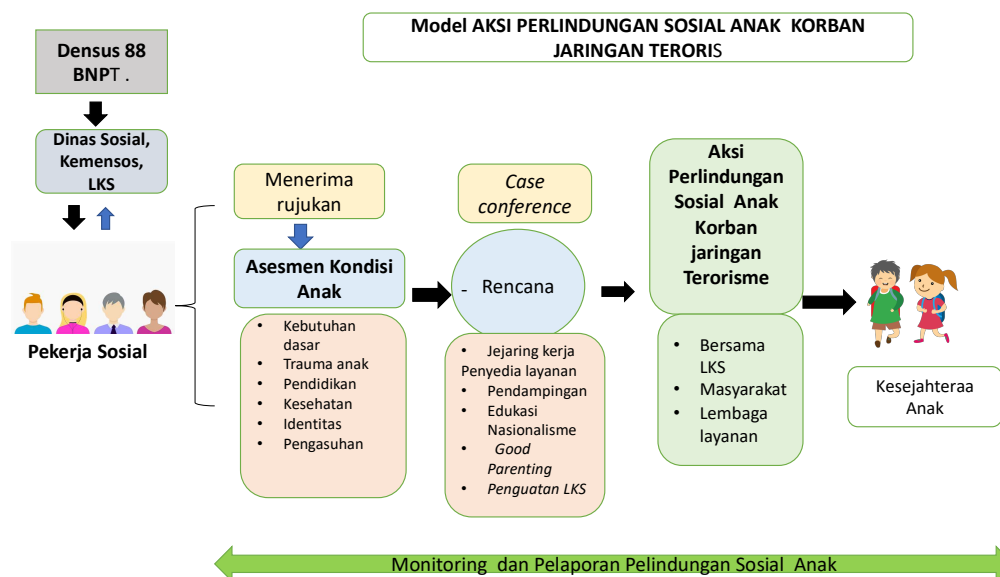 Model AKSI PERLINDUNGAN SOSIAL ANAK KORBAN
JARINGAN TERORIS
Densus 88
BNPT .
Dinas Sosial,
Kemensos,
LKS
Pekerja Sosial
Menerima
rujukan
Asesmen Kondisi
Anak
• Kebutuhan
dasar
• Trauma anak
• Pendidikan
• Kesehatan
• Identitas
• Pengasuhan
Case
conference
- Rencana
• Jejaring kerja
Penyedia layanan
• Pendampingan
• Edukasi
Nasionalisme
• Good
Parenting
• Penguatan LKS
Aksi
Perlindungan
Sosial Anak
Korban
jaringan
Terorisme
• Bersama
LKS
• Masyarakat
• Lembaga
layanan
Kesejahteraa
Anak
Monitoring dan Pelaporan Pelindungan Sosial Anak